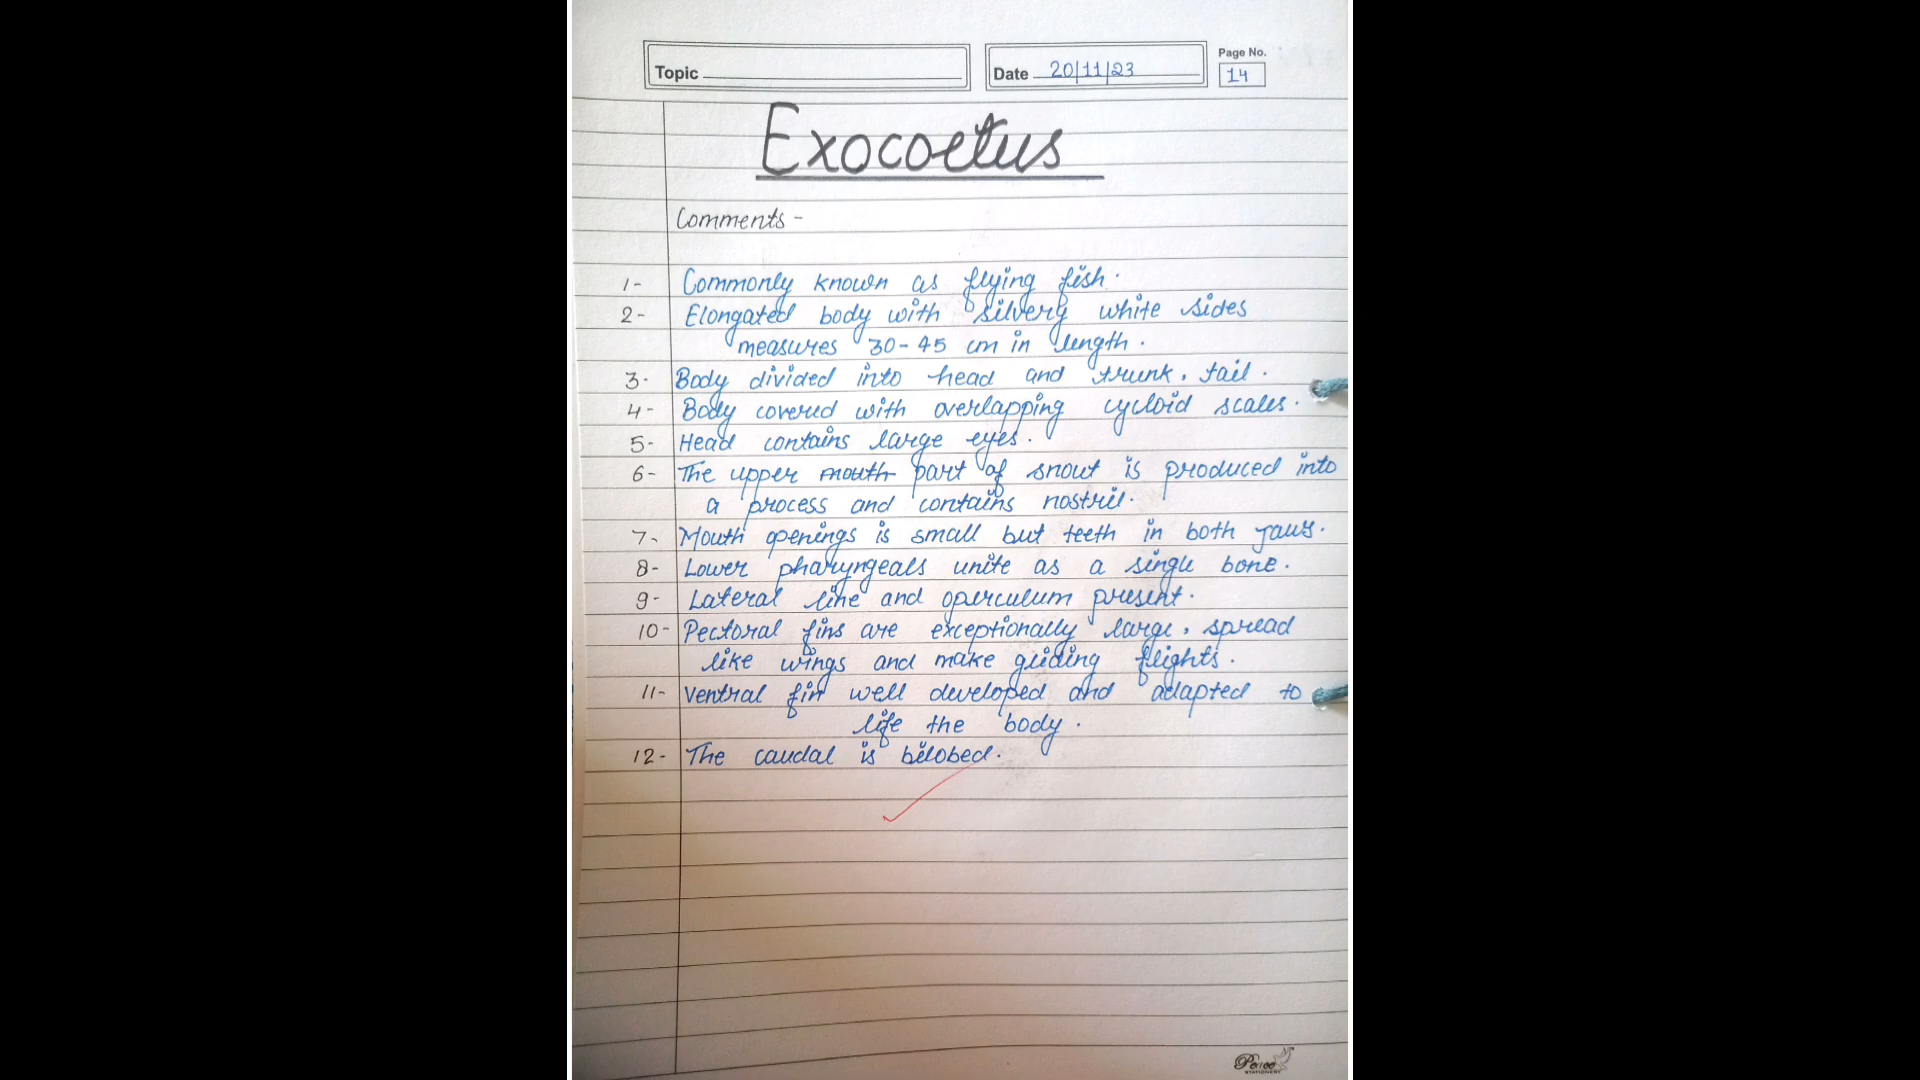 Topic
Date 20/11/23
Page No.
14
Exocoetus
Comments -
1- Commonly known as flying fish.
2- Elongated body with silvery white sides
measures 30-45 cm in length.
3- Body divided into head and trunk, tail.
4- Body covered with overlapping cycloid scales.
5- Head contains large eyes.
6- The upper mouth part of snout is produced into
a process and contains nostril.
7- Mouth openings is small but teeth in both jaws.
8- Lower pharyngeals unite as a single bone.
9- Lateral line and operculum present.
10- Pectoral fins are exceptionally large, spread
like wings and make gliding flights.
11- Ventral fin well developed and adapted to
life the body.
12- The caudal is bilobed.
Peace
STATIONERY